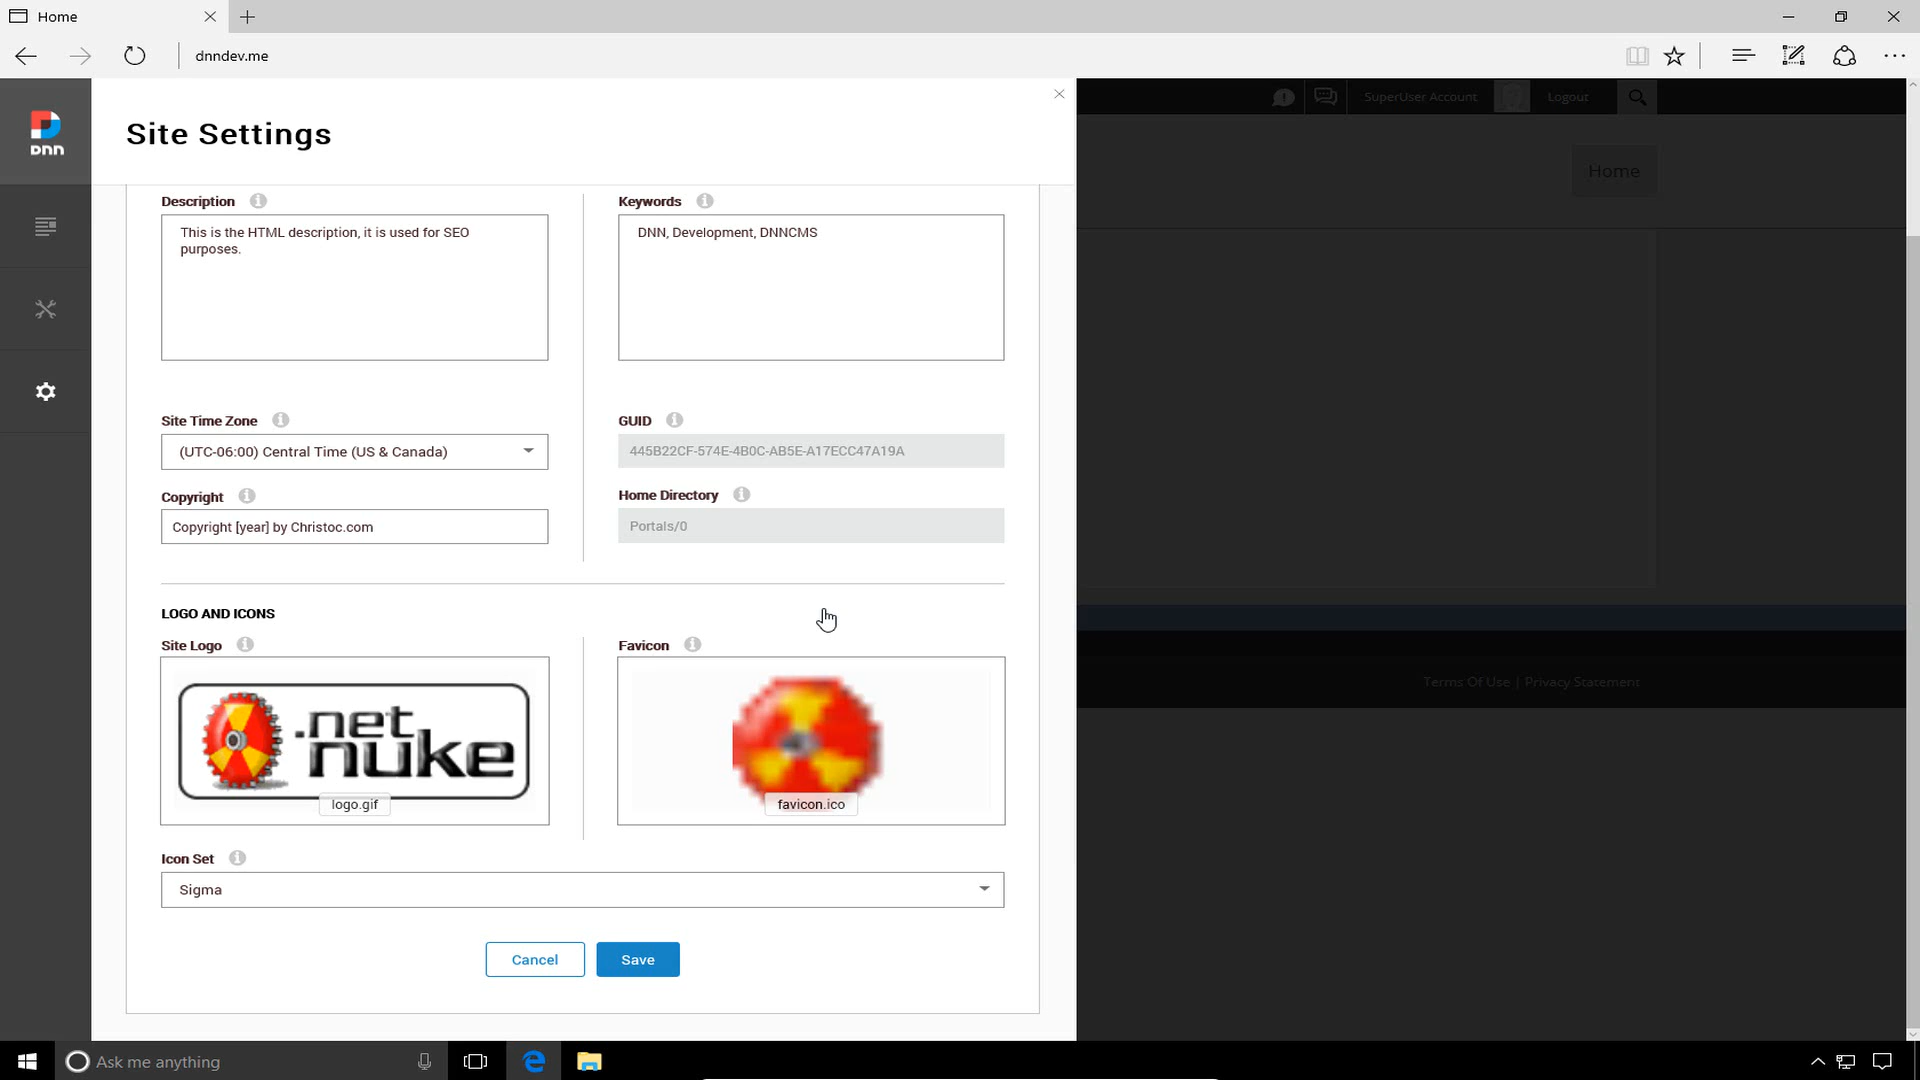 Home
dnndev.me
SuperUser Account
Logout
Dnn
Site Settings
Home
Description
Keywords
This is the HTML description, it is used for SEO
purposes.
DNN, Development, DNNCMS
Site Time Zone
GUID
(UTC-06:00) Central Time (US & Canada)
445B22CF-574E-4B0C-AB5E-A17ECC47A19A
Copyright
Home Directory
Copyright [year] by Christoc.com
Portals/0
LOGO AND ICONS
Site Logo
Favicon
.net
nuke
logo.gif
favicon.ico
Terms Of Use | Privacy Statement
Icon Set
Sigma
Cancel
Save
Ask me anything